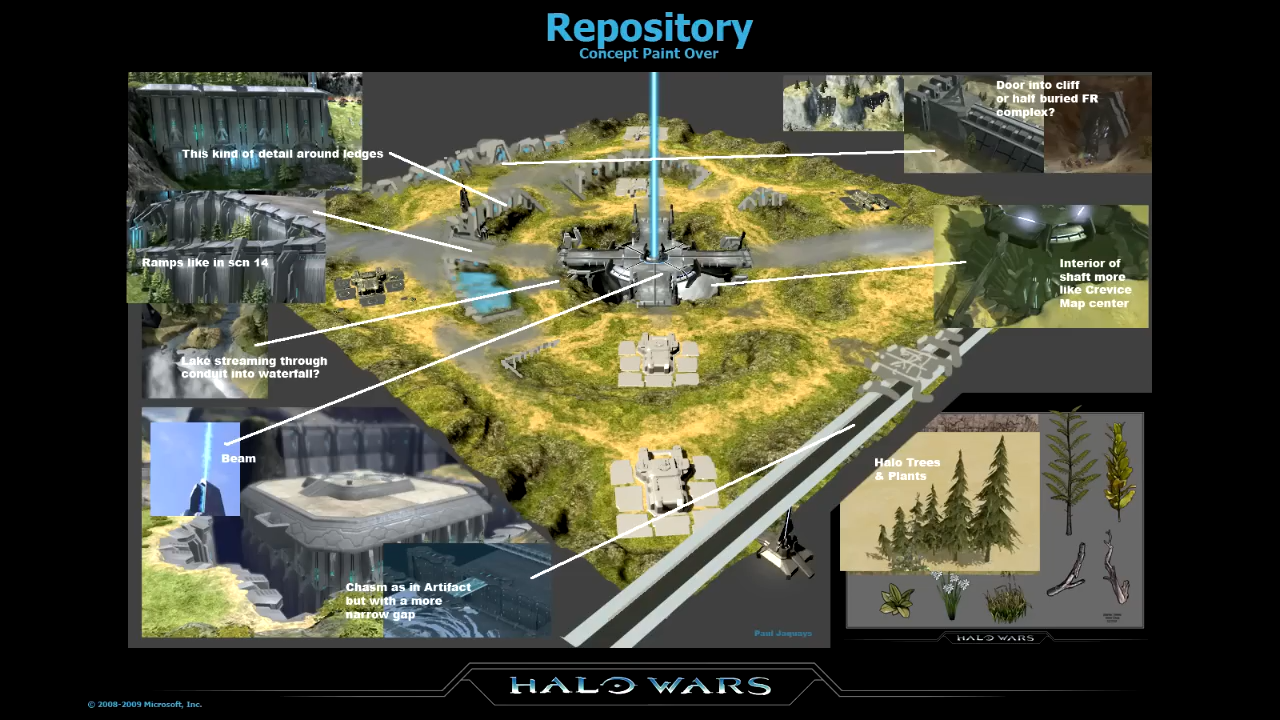 Repository
Concept Paint Over
Door into cliff
or half buried FR
complex?
This kind of detail around ledges
Ramps like in scn 14
Interior of
shaft more
like Crevice
Map center
Lake streaming through
conduit into waterfall?
Beam
Halo Trees
& Plants
Chasm as in Artifact
but with a more
narrow gap
Paul Jaquays
HALO WARS
HALO WARS
© 2008-2009 Microsoft, Inc.